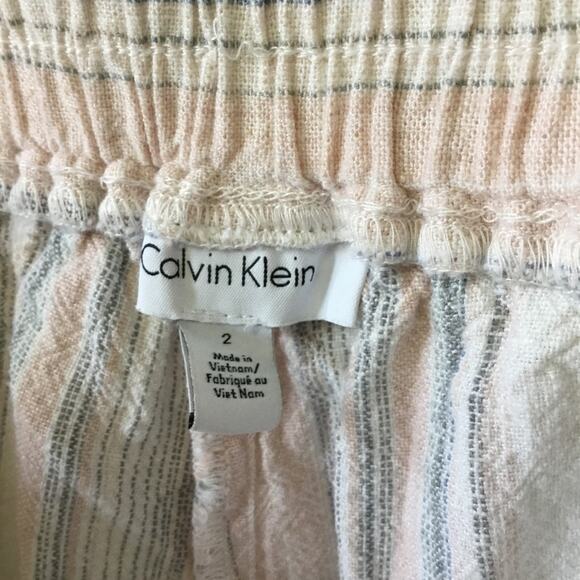 Calvin Klein
2
Made in
Vietnam/
Fabriqué au
Viet Nam